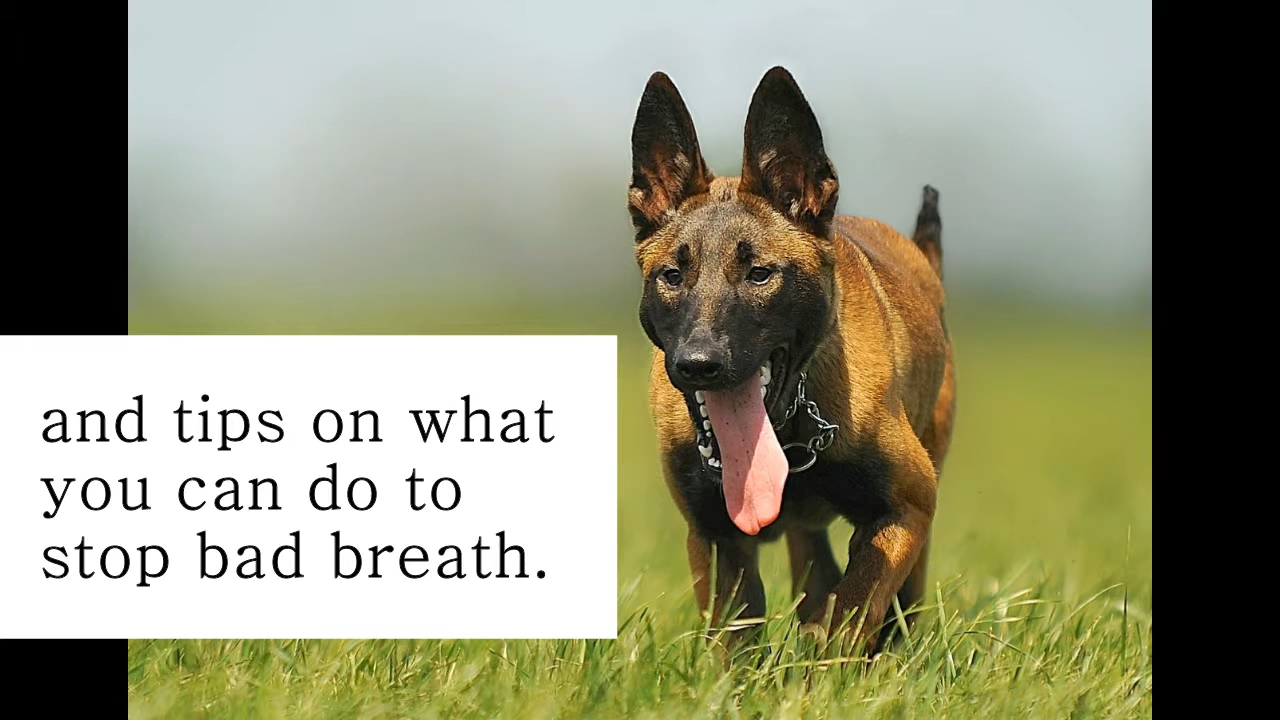 and tips on what
you can do to
stop bad breath.